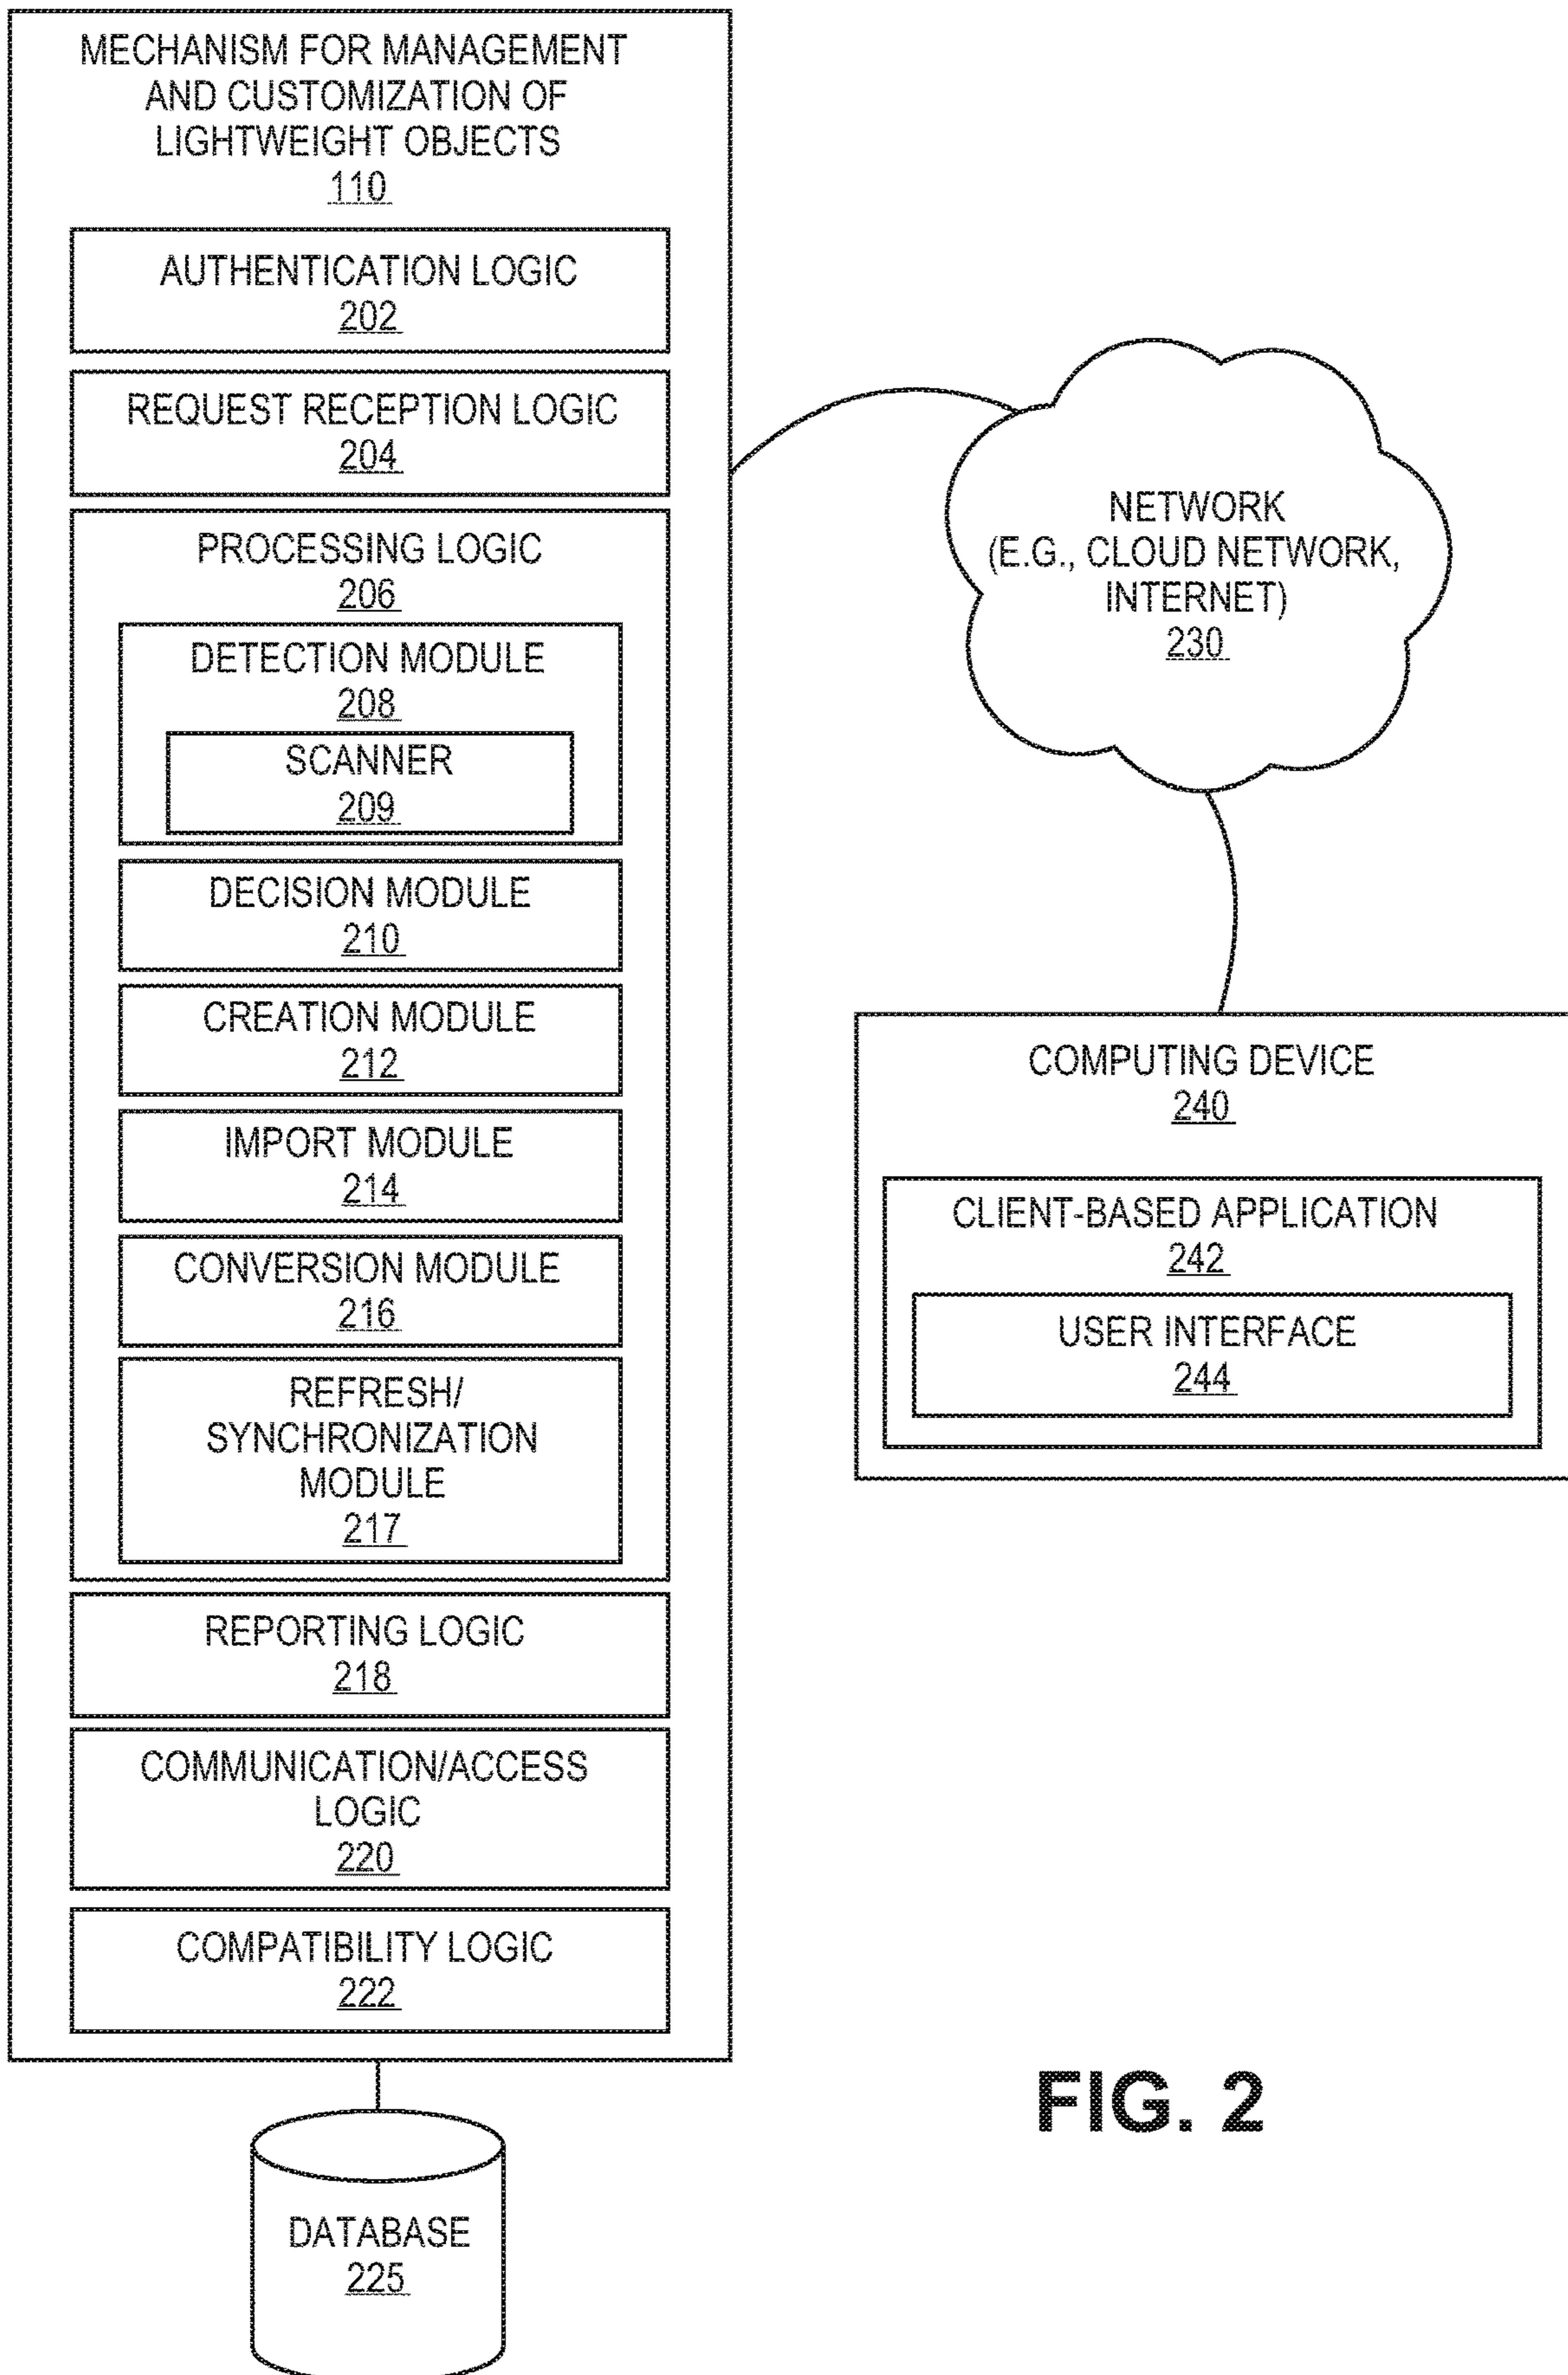 MECHANISM FOR MANAGEMENT
AND CUSTOMIZATION OF
LIGHTWEIGHT OBJECTS
110
AUTHENTICATION LOGIC
202
REQUEST RECEPTION LOGIC
204
PROCESSING LOGIC
206
DETECTION MODULE
208
SCANNER
209
DECISION MODULE
210
CREATION MODULE
212
IMPORT MODULE
214
CONVERSION MODULE
216
REFRESH/
SYNCHRONIZATION
MODULE
217
REPORTING LOGIC
218
COMMUNICATION/ACCESS
LOGIC
220
COMPATIBILITY LOGIC
222
DATABASE
225
NETWORK
(E.G., CLOUD NETWORK,
INTERNET)
230
COMPUTING DEVICE
240
CLIENT-BASED APPLICATION
242
USER INTERFACE
244
FIG. 2